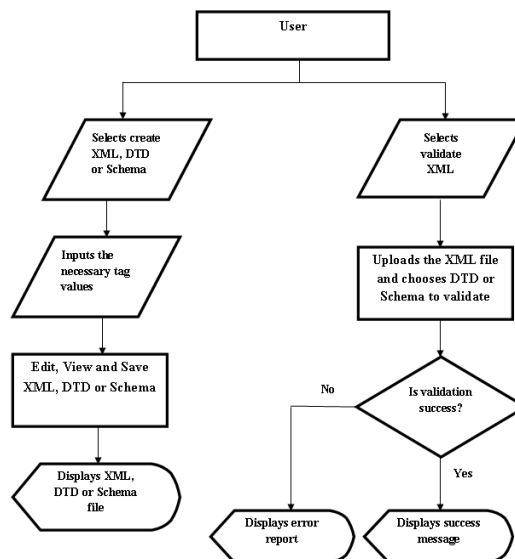 User
Selects create
XML, DTD
or Schema
Selects
validate
XML
Inputs the
necessary tag
values
Uploads the XML file
and chooses DTD or
Schema to validate
Edit, View and Save
XML, DTD or Schema
No
Is validation
success?
Yes
Displays XML,
DTD or Schema
file
Displays error
report
Displays success
message